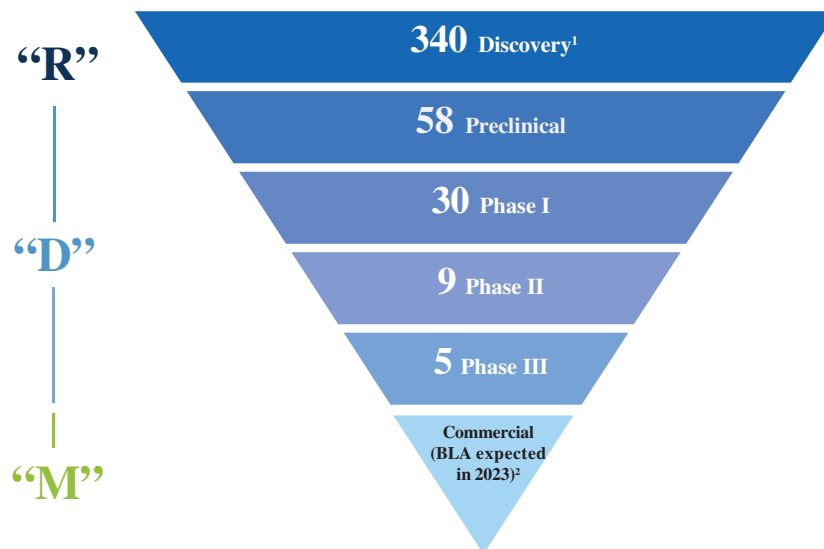 “R”
340 Discovery¹
58 Preclinical
30 Phase I
“D”
9 Phase II
5 Phase III
Commercial
(BLA expected
in 2023)²
“M”